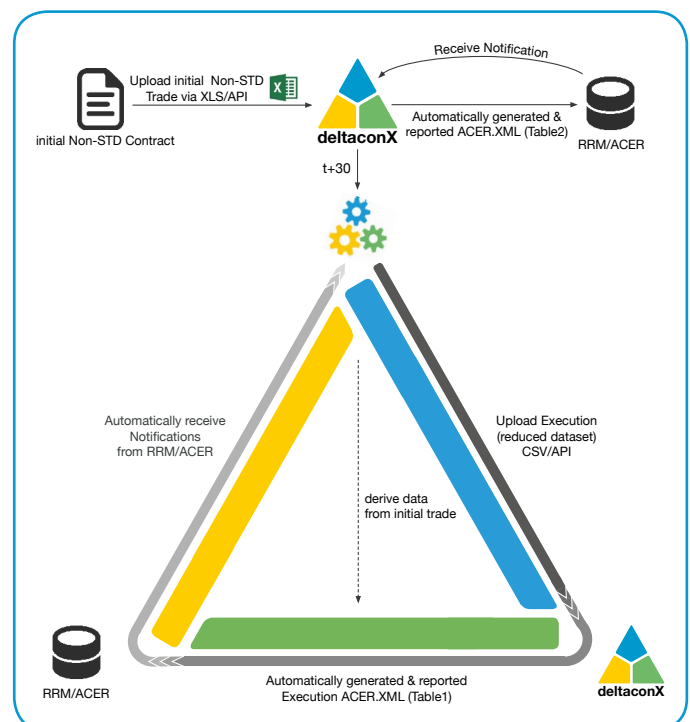 Receive Notification
Upload initial Non-STD
Trade via XLS/API
X
initial Non-STD Contract
deltaconX
Automatically generated &
reported ACER.XML (Table2)
RRM/ACER
t+30
Automatically receive
Notifications
from RRM/ACER
Upload Execution
(reduced dataset)
CSV/API
derive data
from initial trade
RRM/ACER
Automatically generated & reported
Execution ACER.XML (Table1)
deltaconX